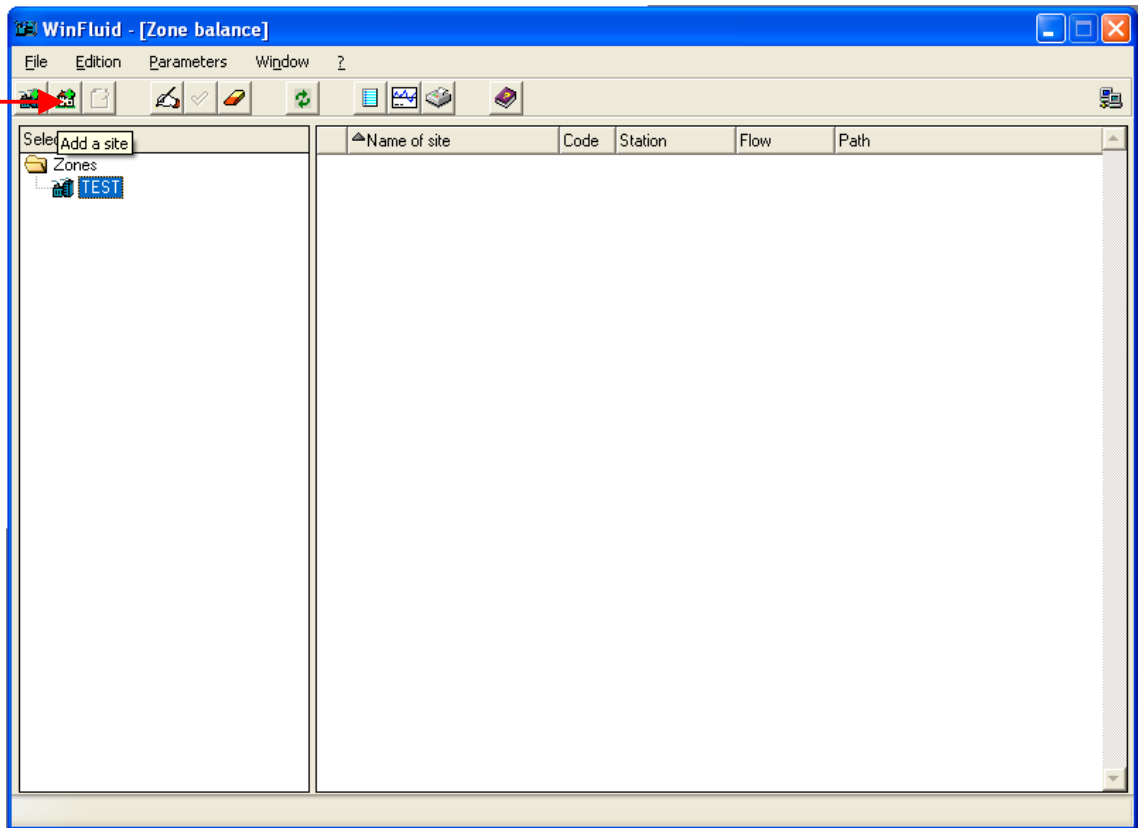 WinFluid - [Zone balance]
File Edition Parameters Window ?
Add a site
Name of site Code Station Flow Path
Zones
TEST